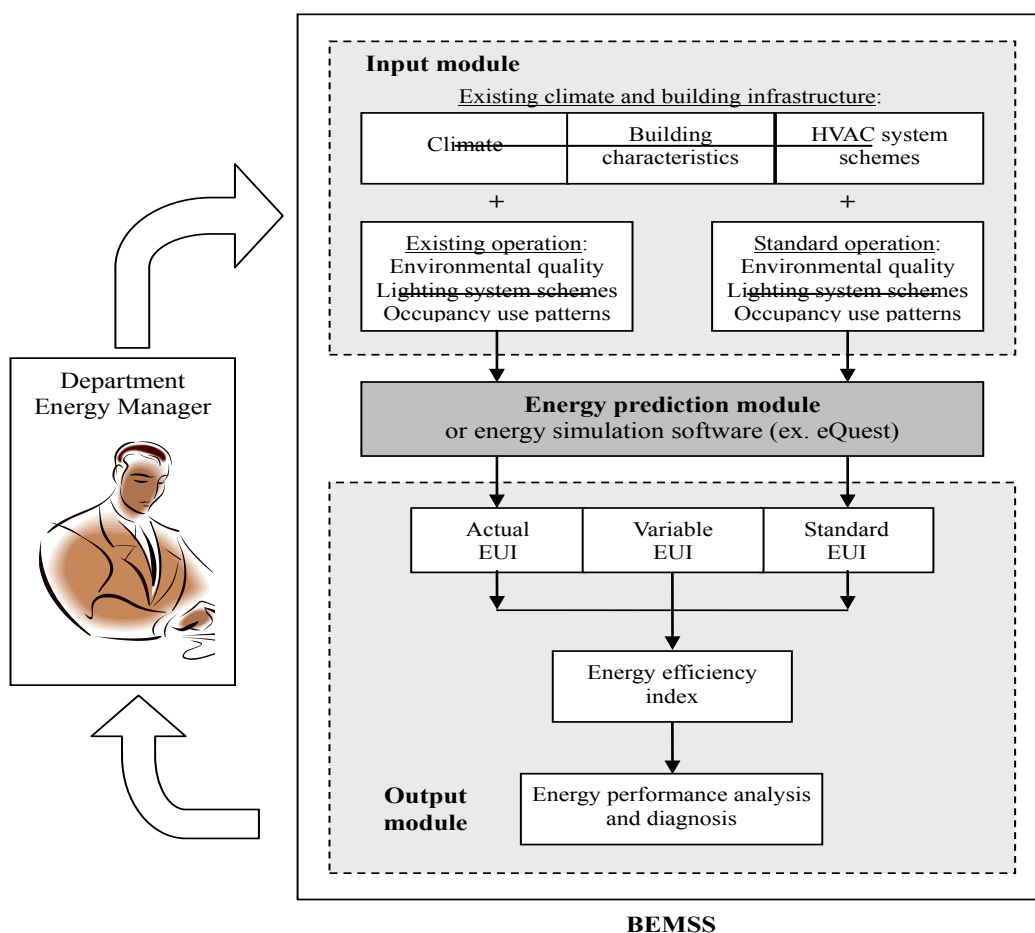 Input module
Existing climate and building infrastructure:
Climate
Building
characteristics
HVAC system
schemes
+
+
Existing operation:
Environmental quality
Lighting system schemes
Occupancy use patterns
Standard operation:
Environmental quality
Lighting system schemes
Occupancy use patterns
Department
Energy Manager
Energy prediction module
or energy simulation software (ex. eQuest)
Actual
EUI
Variable
EUI
Standard
EUI
Energy efficiency
index
Energy performance analysis
and diagnosis
Output
module
BEMSS